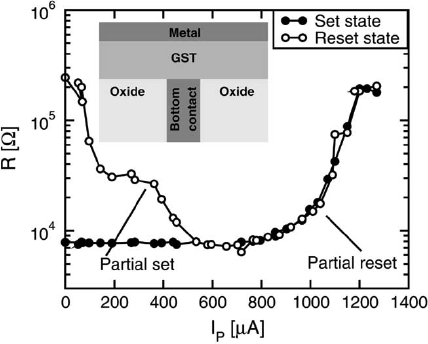 Set state
Reset state
Metal
GST
Oxide
Bottom
contact
Oxide
R [Ω]
10⁶
10⁵
10⁴
Partial set
Partial reset
0 200 400 600 800 1000 1200 1400
I_P [μA]